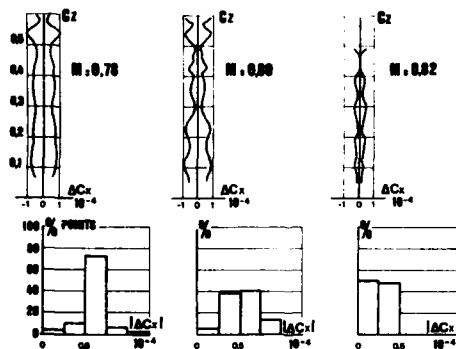 Cz Cz Cz
0,5
M = 0,78 M = 0,80 M = 0,82
0,4
0,3
0,2
0,1
ΔCx ΔCx ΔCx
-1 0 1 -1 0 1 -1 0 1
10⁻⁴ 10⁻⁴ 10⁻⁴
100 % POINTS % %
80
60
40
20
0
|ΔCx| |ΔCx| |ΔCx|
0 0.5 10⁻⁴ 0 0.5 10⁻⁴ 0 0.5 10⁻⁴